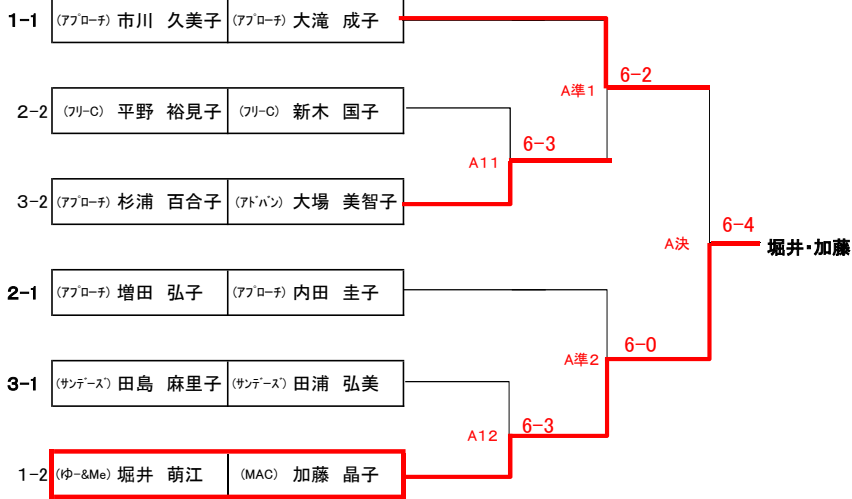 1-1 (アプローチ) 市川 久美子 (アプローチ) 大滝 成子
6-2
A準1
2-2 (フリーC) 平野 裕見子 (フリーC) 新木 国子
6-3
A11
3-2 (アプローチ) 杉浦 百合子 (アドバン) 大場 美智子
6-4
A決
堀井・加藤
2-1 (アプローチ) 増田 弘子 (アプローチ) 内田 圭子
6-0
A準2
3-1 (サンデーズ) 田島 麻里子 (サンデーズ) 田浦 弘美
6-3
A12
1-2 (ゆー&Me) 堀井 萌江 (MAC) 加藤 晶子